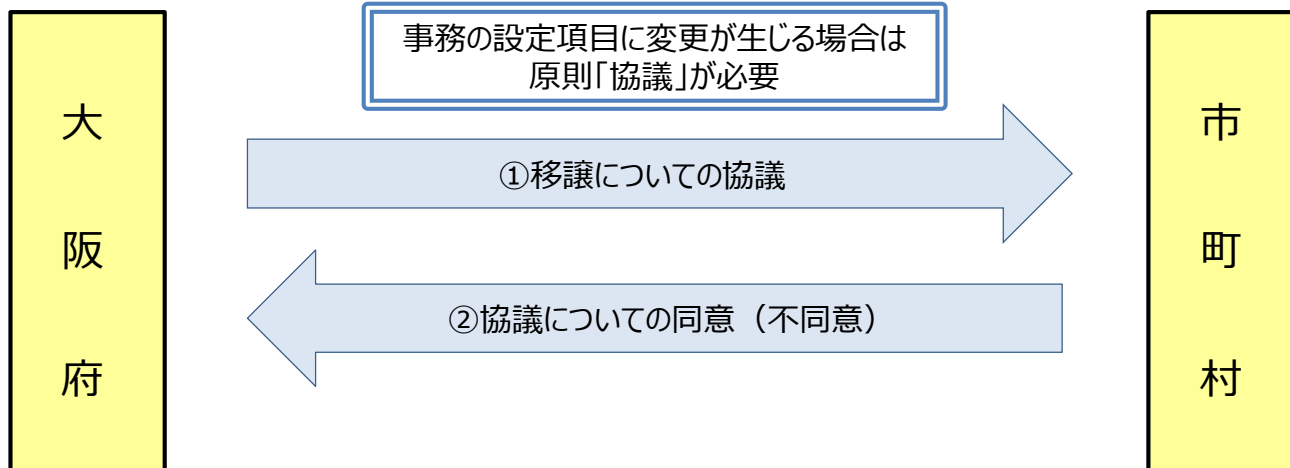 大阪府
事務の設定項目に変更が生じる場合は
原則「協議」が必要
①移譲についての協議
②協議についての同意（不同意）
市町村